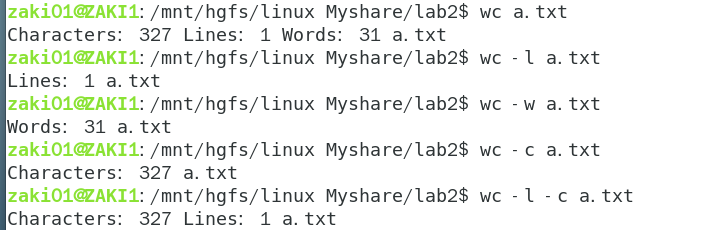 zaki01@ZAKI1:/mnt/hgfs/linux Myshare/lab2$ wc a.txt
Characters: 327 Lines: 1 Words: 31 a.txt
zaki01@ZAKI1:/mnt/hgfs/linux Myshare/lab2$ wc -l a.txt
Lines: 1 a.txt
zaki01@ZAKI1:/mnt/hgfs/linux Myshare/lab2$ wc -w a.txt
Words: 31 a.txt
zaki01@ZAKI1:/mnt/hgfs/linux Myshare/lab2$ wc -c a.txt
Characters: 327 a.txt
zaki01@ZAKI1:/mnt/hgfs/linux Myshare/lab2$ wc -l -c a.txt
Characters: 327 Lines: 1 a.txt